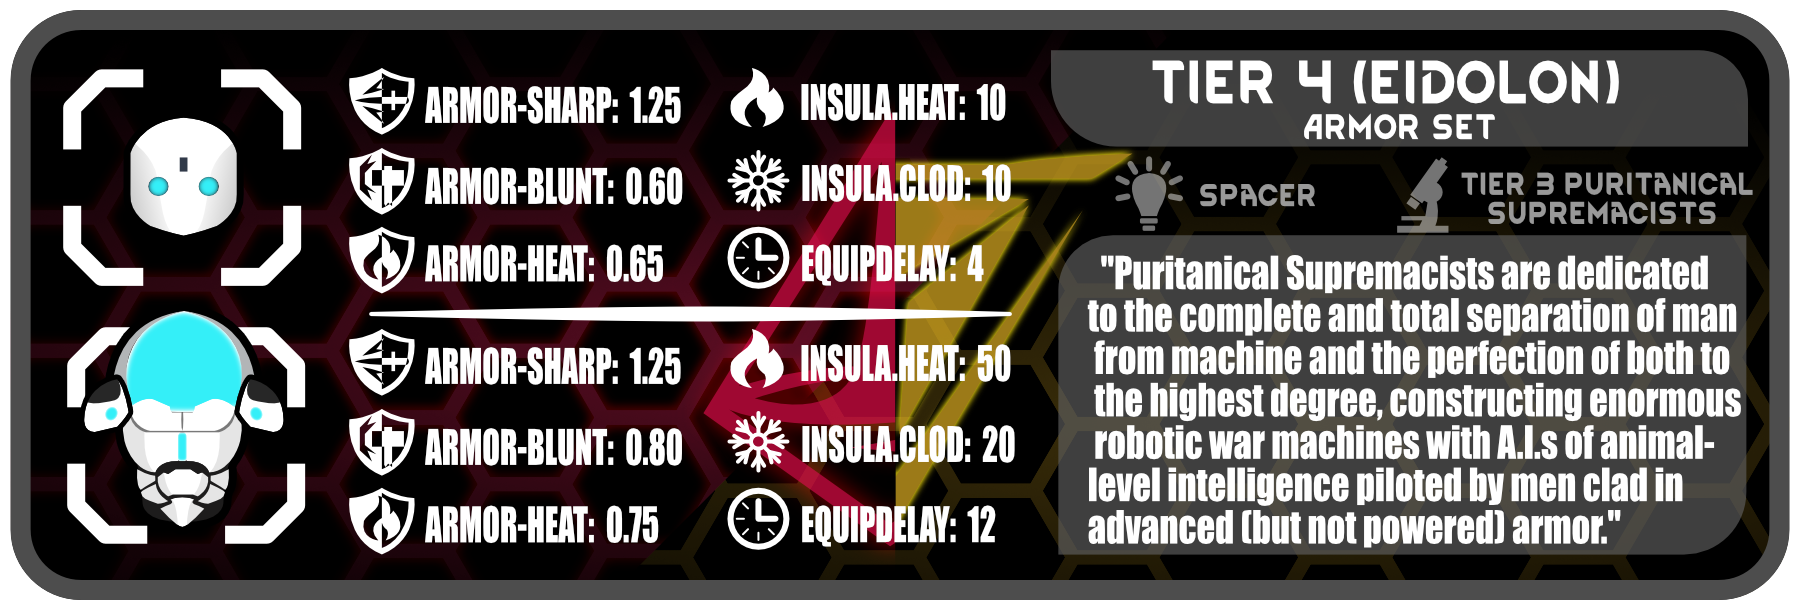 ARMOR-SHARP: 1.25
ARMOR-BLUNT: 0.60
ARMOR-HEAT: 0.65
INSULA.HEAT: 10
INSULA.CLOD: 10
EQUIPDELAY: 4
ARMOR-SHARP: 1.25
ARMOR-BLUNT: 0.80
ARMOR-HEAT: 0.75
INSULA.HEAT: 50
INSULA.CLOD: 20
EQUIPDELAY: 12
TIER 4 (EIDOLON)
ARMOR SET
SPACER
TIER 3 PURITANICAL
SUPREMACISTS
"Puritanical Supremacists are dedicated
to the complete and total separation of man
from machine and the perfection of both to
the highest degree, constructing enormous
robotic war machines with A.I.s of animal-
level intelligence piloted by men clad in
advanced (but not powered) armor."